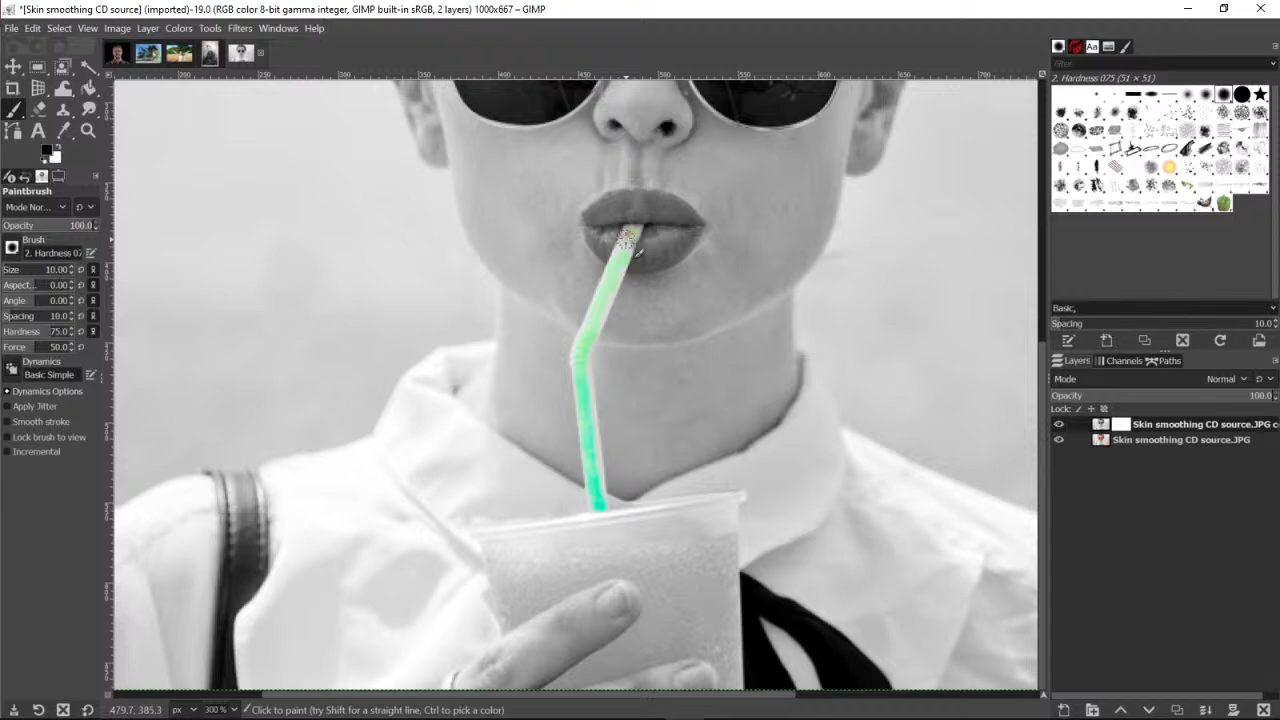 *[Skin smoothing CD source] (imported)-19.0 (RGB color 8-bit gamma integer, GIMP built-in sRGB, 2 layers) 1000x667 – GIMP
File Edit Select View Image Layer Colors Tools Filters Windows Help
Aa
Filter
2. Hardness 075 (51 × 51)
Paintbrush
Mode Nor...
Opacity 100.0
Brush
2. Hardness 07
Size 10.00
Aspect... 0.00
Angle 0.00
Spacing 10.0
Hardness 75.0
Force 50.0
Dynamics
Basic Simple
Dynamics Options
Apply Jitter
Smooth stroke
Lock brush to view
Incremental
Basic,
Spacing 10.0
Layers Channels Paths
Mode Normal
Opacity 100.0
Lock:
Skin smoothing CD source.JPG c
Skin smoothing CD source.JPG
479.7, 385.3 px 300 % Click to paint (try Shift for a straight line, Ctrl to pick a color)